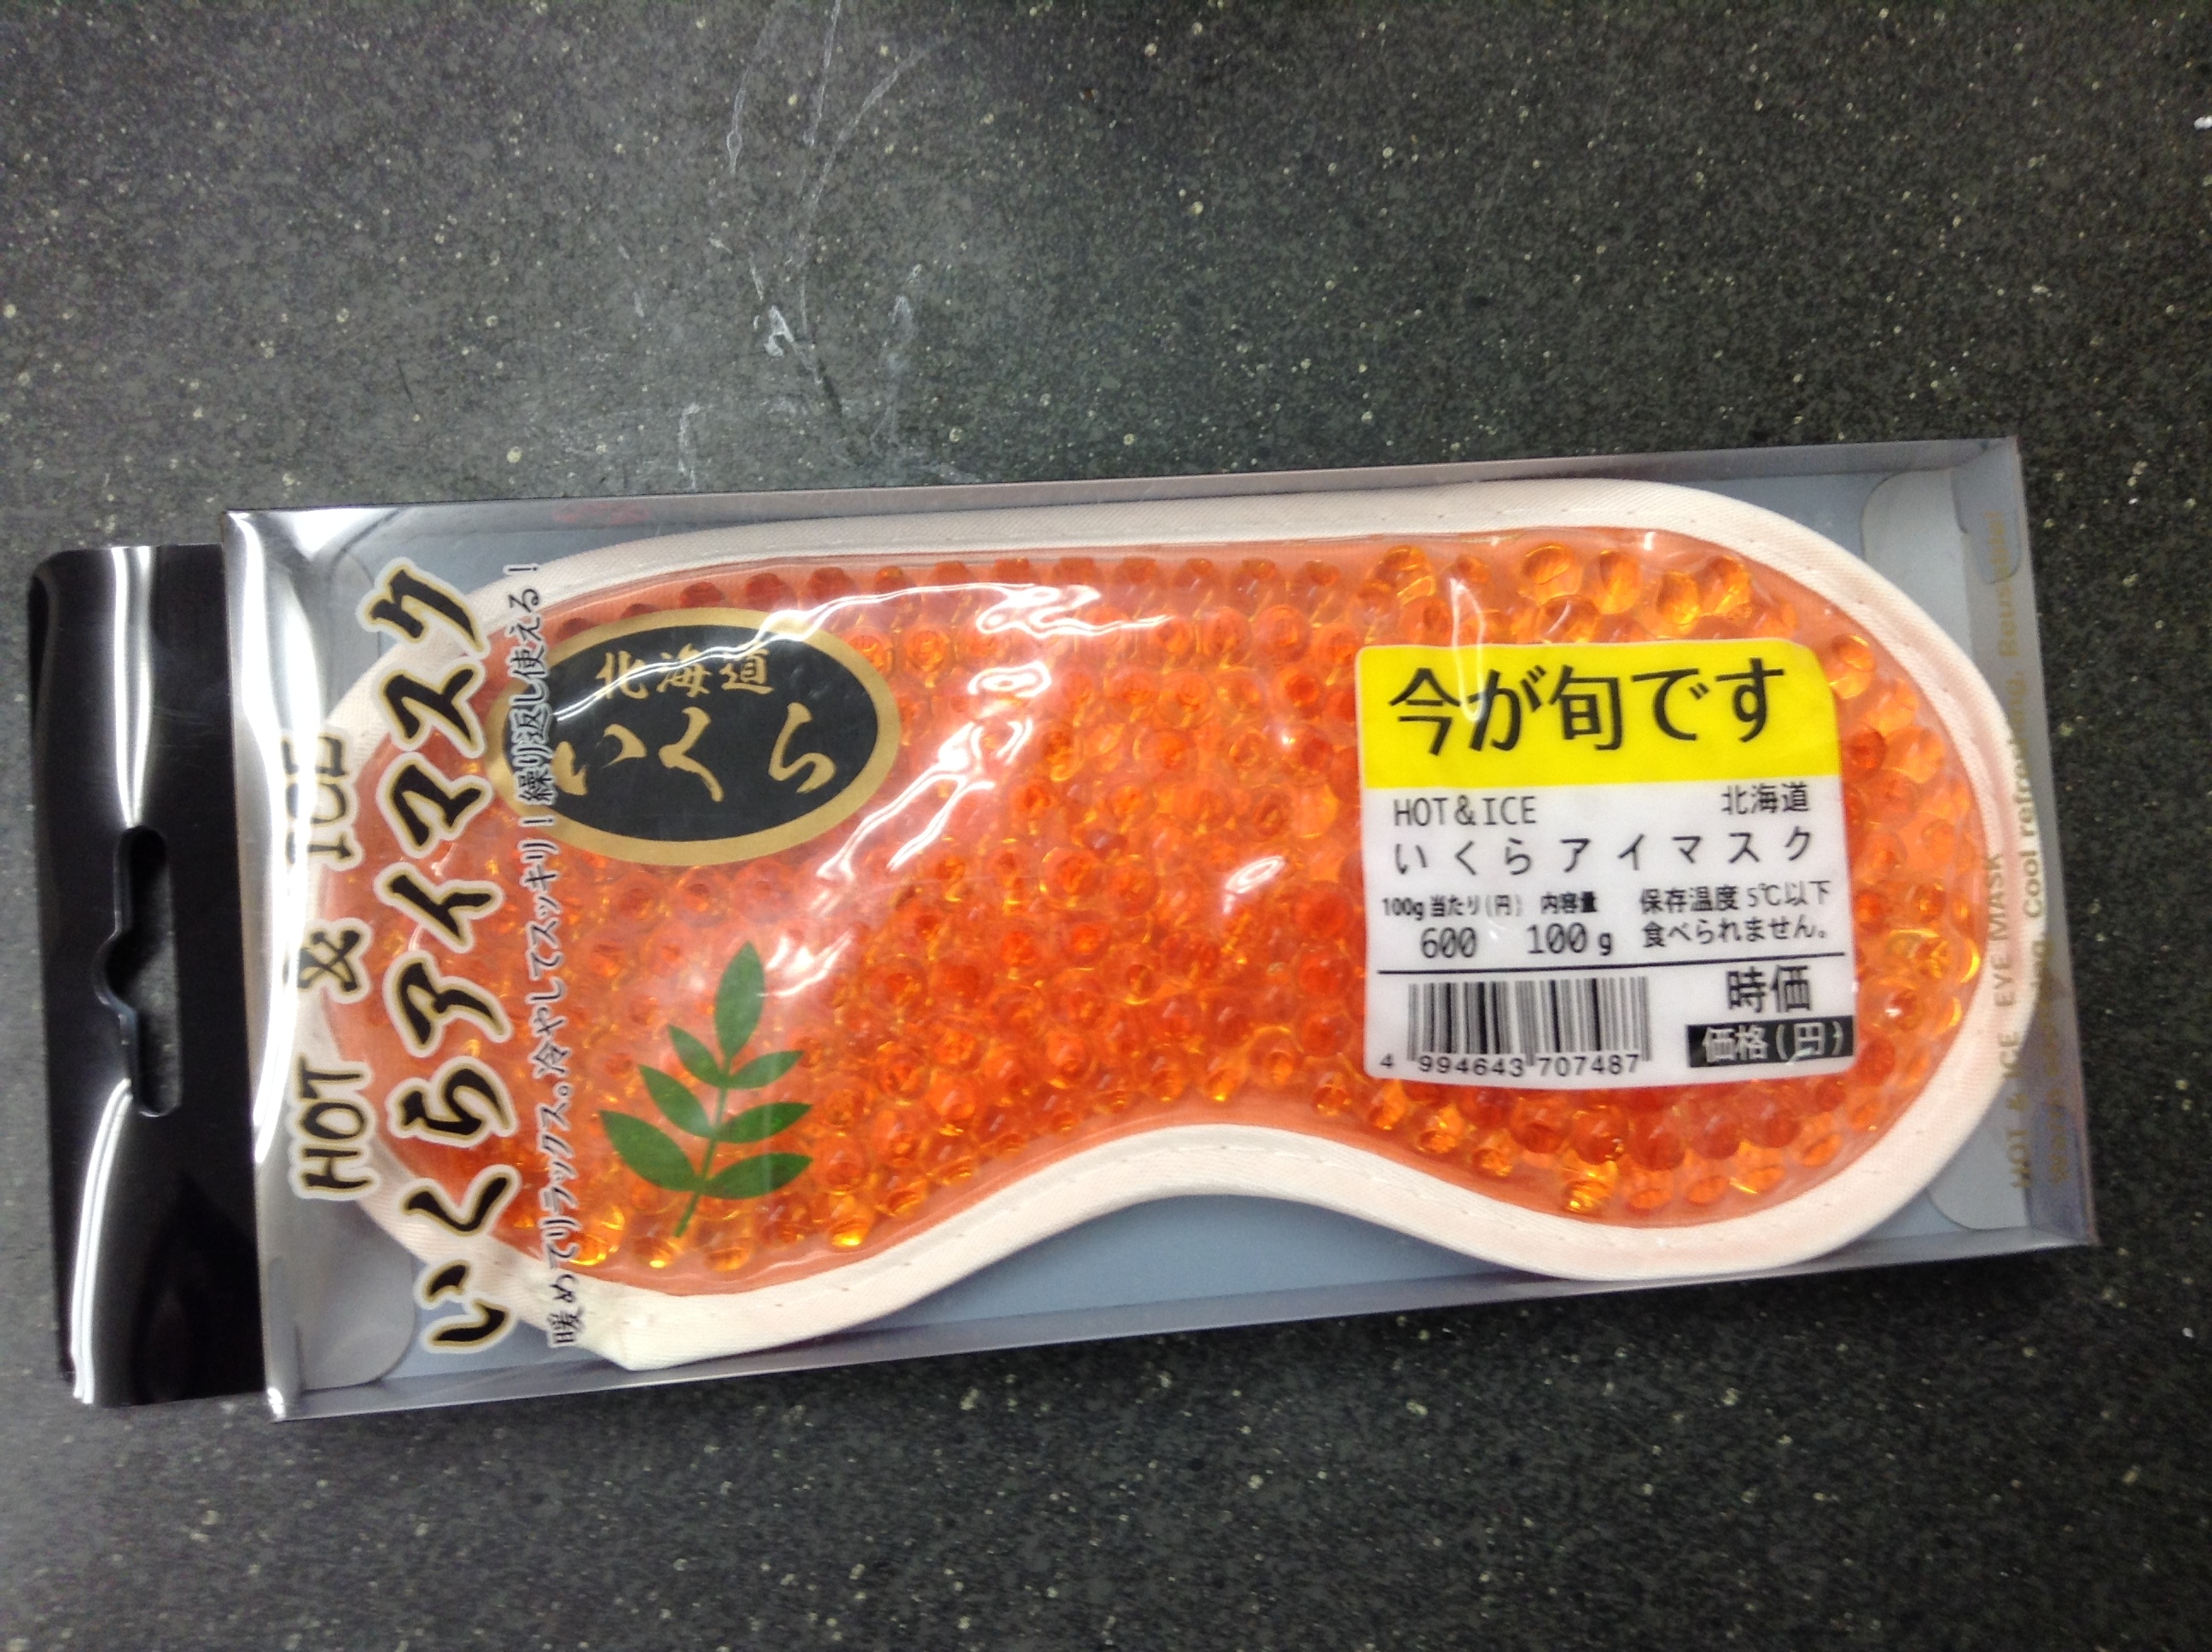 HOT & ICE
いくらアイマスク
暖めてリラックス。冷やしてスッキリ！繰り返し使える！
北海道
いくら
今が旬です
HOT&ICE 北海道
いくらアイマスク
100g当たり(円) 内容量 保存温度5℃以下
600 100g 食べられません。
時価
価格(円)
4 994643 707487
HOT & ICE EYE MASK
Cool refreshing.